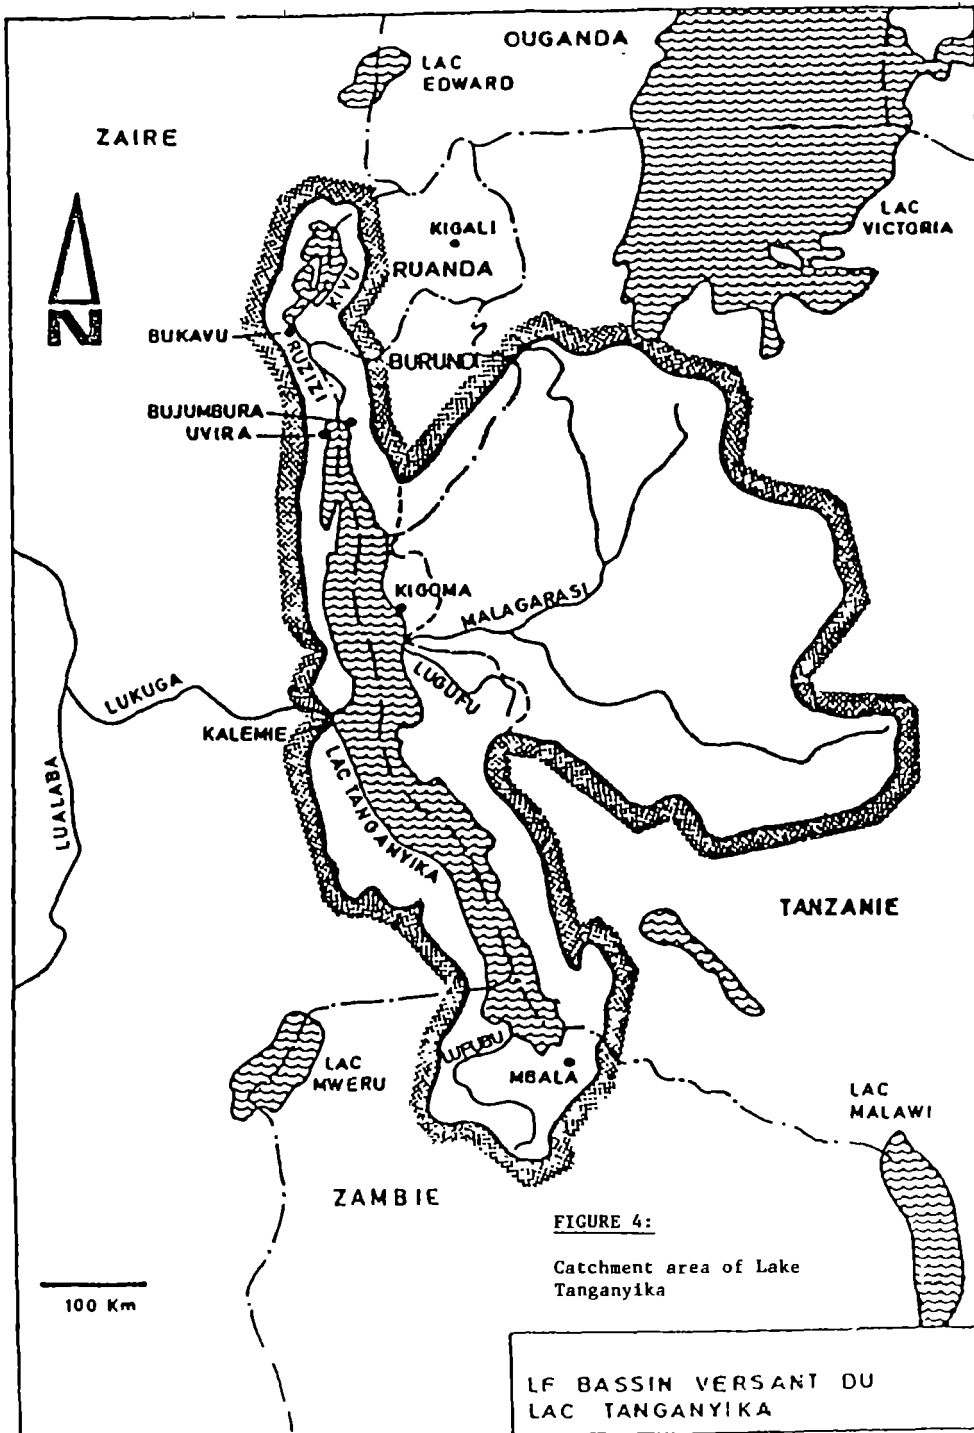 OUGANDA
LAC
EDWARD
ZAIRE
LAC
VICTORIA
KIGALI
RUANDA
KIVU
N
BUKAVU
BURUNDI
RUZIZI
BUJUMBURA
UVIRA
KIGOMA
MALAGARASI
LUGUFU
LUKUGA
KALEMIE
LUALABA
LAC TANGANYIKA
TANZANIE
LUFUBU
LAC
MWERU
MBALA
LAC
MALAWI
ZAMBIE
FIGURE 4:
Catchment area of Lake
Tanganyika
100 Km
LE BASSIN VERSANT DU
LAC TANGANYIKA